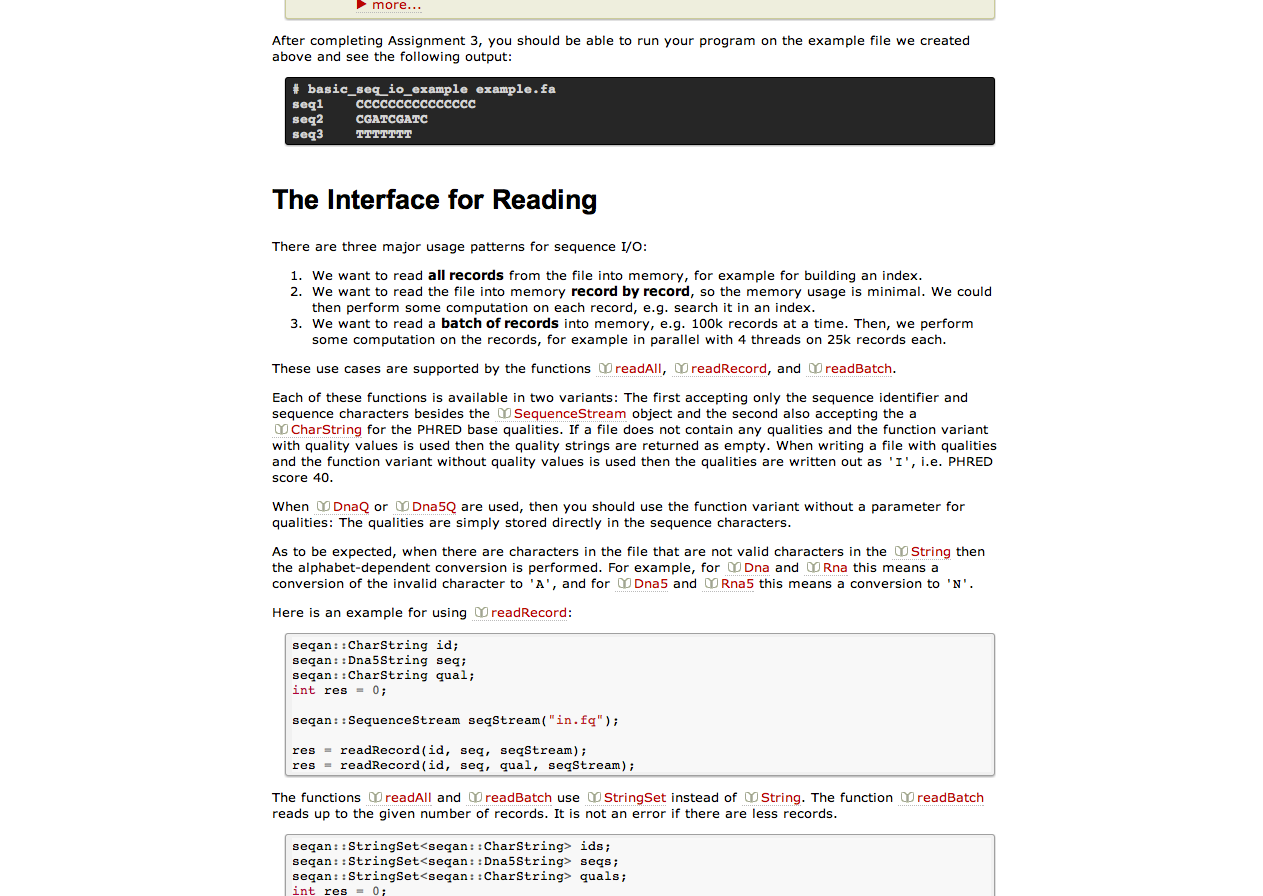 ▶ more...
After completing Assignment 3, you should be able to run your program on the example file we created
above and see the following output:
# basic_seq_io_example example.fa
seq1    CCCCCCCCCCCCCCC
seq2    CGATCGATC
seq3    TTTTTTT
The Interface for Reading
There are three major usage patterns for sequence I/O:
1. We want to read all records from the file into memory, for example for building an index.
2. We want to read the file into memory record by record, so the memory usage is minimal. We could
then perform some computation on each record, e.g. search it in an index.
3. We want to read a batch of records into memory, e.g. 100k records at a time. Then, we perform
some computation on the records, for example in parallel with 4 threads on 25k records each.
These use cases are supported by the functions readAll, readRecord, and readBatch.
Each of these functions is available in two variants: The first accepting only the sequence identifier and
sequence characters besides the SequenceStream object and the second also accepting the a
CharString for the PHRED base qualities. If a file does not contain any qualities and the function variant
with quality values is used then the quality strings are returned as empty. When writing a file with qualities
and the function variant without quality values is used then the qualities are written out as 'I', i.e. PHRED
score 40.
When DnaQ or Dna5Q are used, then you should use the function variant without a parameter for
qualities: The qualities are simply stored directly in the sequence characters.
As to be expected, when there are characters in the file that are not valid characters in the String then
the alphabet-dependent conversion is performed. For example, for Dna and Rna this means a
conversion of the invalid character to 'A', and for Dna5 and Rna5 this means a conversion to 'N'.
Here is an example for using readRecord:
seqan::CharString id;
seqan::Dna5String seq;
seqan::CharString qual;
int res = 0;
seqan::SequenceStream seqStream("in.fq");
res = readRecord(id, seq, seqStream);
res = readRecord(id, seq, qual, seqStream);
The functions readAll and readBatch use StringSet instead of String. The function readBatch
reads up to the given number of records. It is not an error if there are less records.
seqan::StringSet<seqan::CharString> ids;
seqan::StringSet<seqan::Dna5String> seqs;
seqan::StringSet<seqan::CharString> quals;
int res = 0;